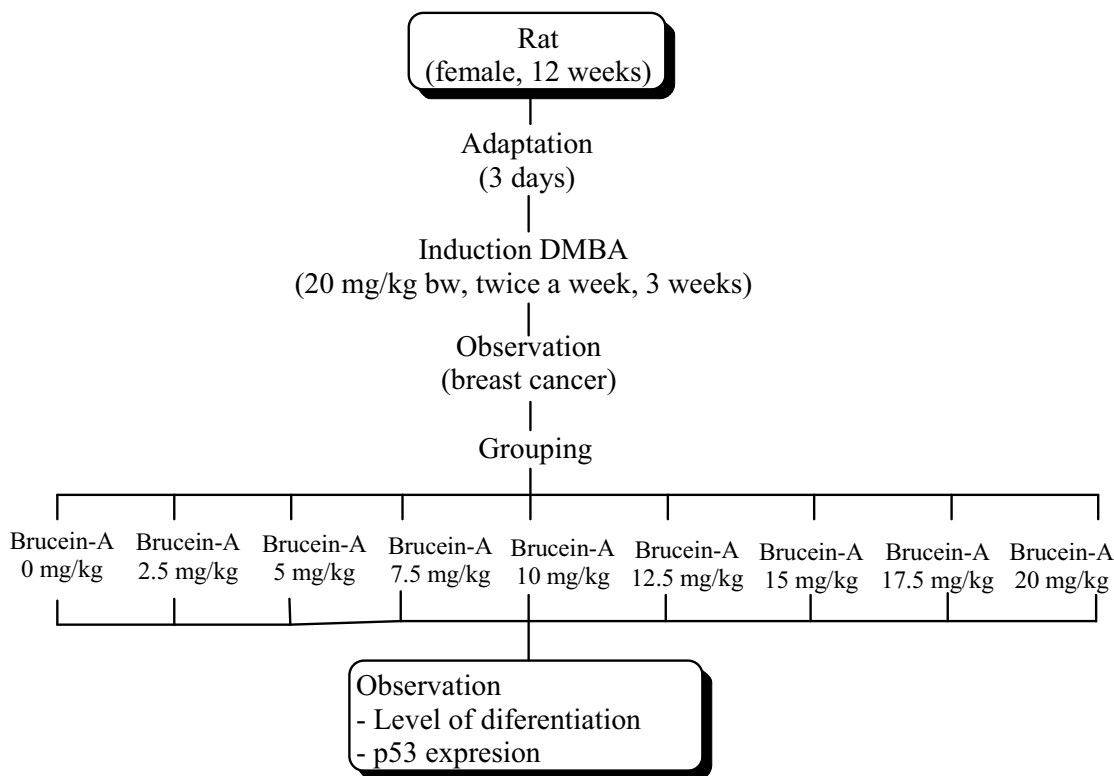 Rat
(female, 12 weeks)
Adaptation
(3 days)
Induction DMBA
(20 mg/kg bw, twice a week, 3 weeks)
Observation
(breast cancer)
Grouping
Brucein-A
0 mg/kg
Brucein-A
2.5 mg/kg
Brucein-A
5 mg/kg
Brucein-A
7.5 mg/kg
Brucein-A
10 mg/kg
Brucein-A
12.5 mg/kg
Brucein-A
15 mg/kg
Brucein-A
17.5 mg/kg
Brucein-A
20 mg/kg
Observation
- Level of diferentiation
- p53 expresion